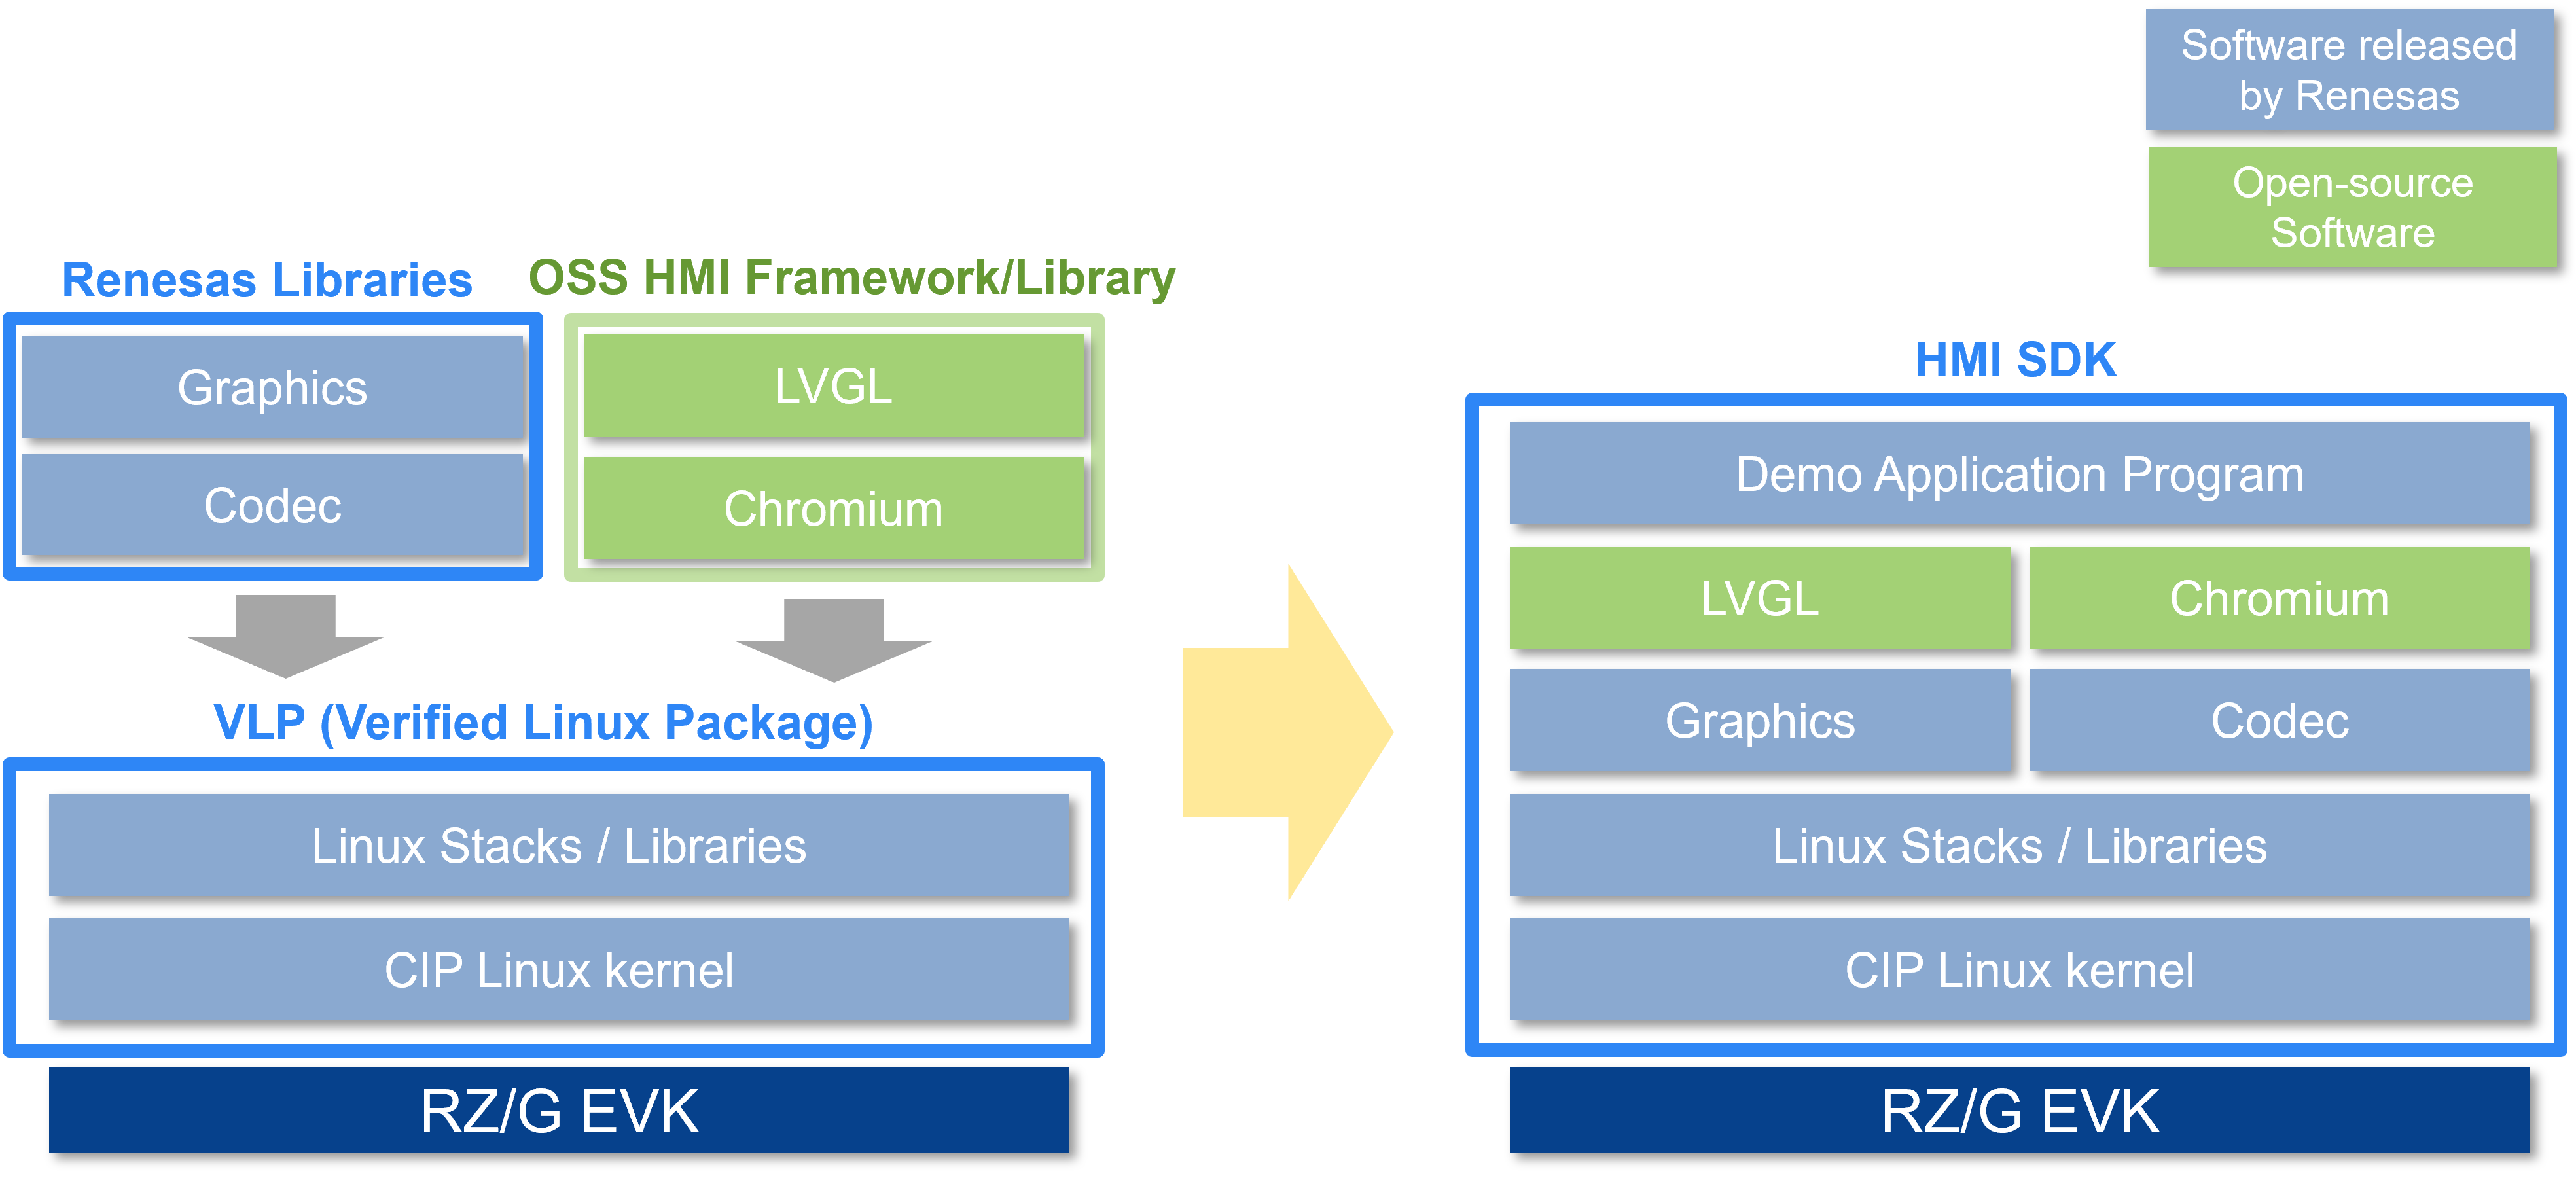 Software released
by Renesas
Open-source
Software
Renesas Libraries
Graphics
Codec
OSS HMI Framework/Library
LVGL
Chromium
VLP (Verified Linux Package)
Linux Stacks / Libraries
CIP Linux kernel
RZ/G EVK
HMI SDK
Demo Application Program
LVGL
Chromium
Graphics
Codec
Linux Stacks / Libraries
CIP Linux kernel
RZ/G EVK